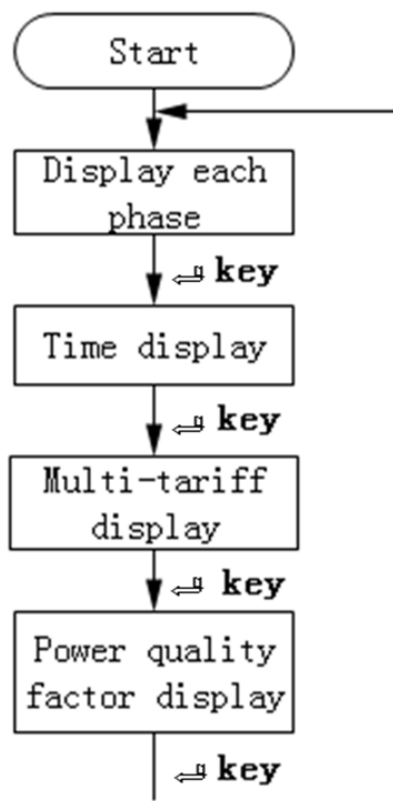 Start
Display each
phase
⏎ key
Time display
⏎ key
Multi-tariff
display
⏎ key
Power quality
factor display
⏎ key